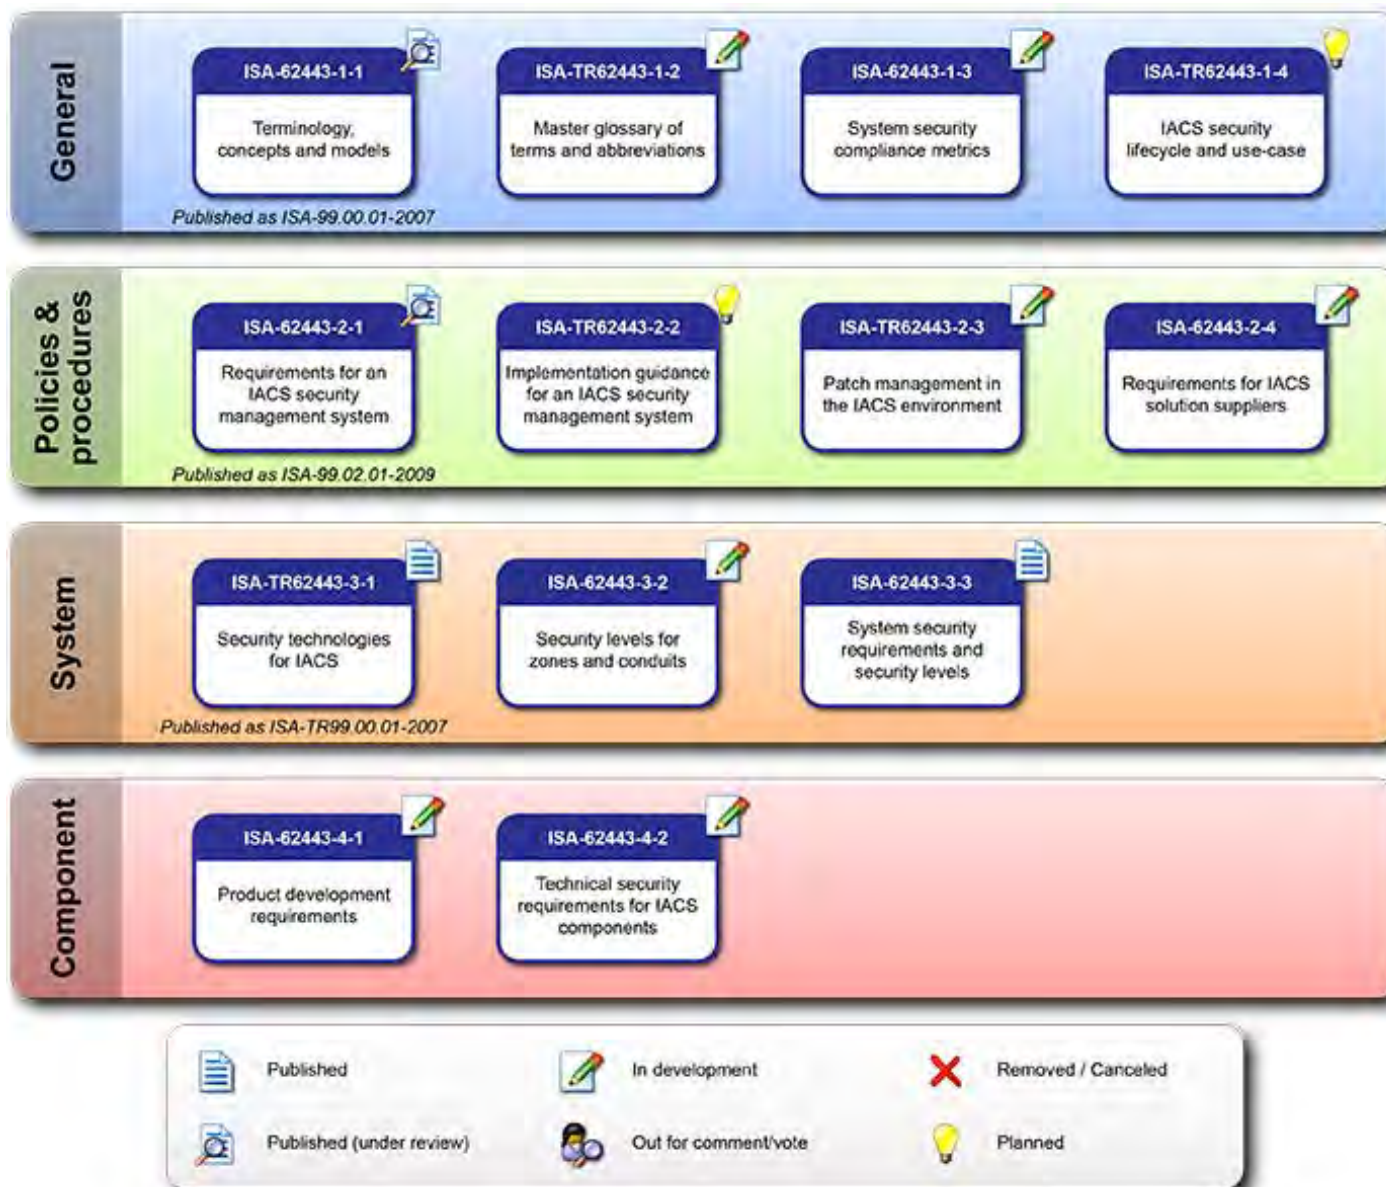 General
ISA-62443-1-1
Terminology,
concepts and models
Published as ISA-99.00.01-2007
ISA-TR62443-1-2
Master glossary of
terms and abbreviations
ISA-62443-1-3
System security
compliance metrics
ISA-TR62443-1-4
IACS security
lifecycle and use-case
Policies &
procedures
ISA-62443-2-1
Requirements for an
IACS security
management system
Published as ISA-99.02.01-2009
ISA-TR62443-2-2
Implementation guidance
for an IACS security
management system
ISA-TR62443-2-3
Patch management in
the IACS environment
ISA-62443-2-4
Requirements for IACS
solution suppliers
System
ISA-TR62443-3-1
Security technologies
for IACS
Published as ISA-TR99.00.01-2007
ISA-62443-3-2
Security levels for
zones and conduits
ISA-62443-3-3
System security
requirements and
security levels
Component
ISA-62443-4-1
Product development
requirements
ISA-62443-4-2
Technical security
requirements for IACS
components
Published
In development
Removed / Canceled
Published (under review)
Out for comment/vote
Planned